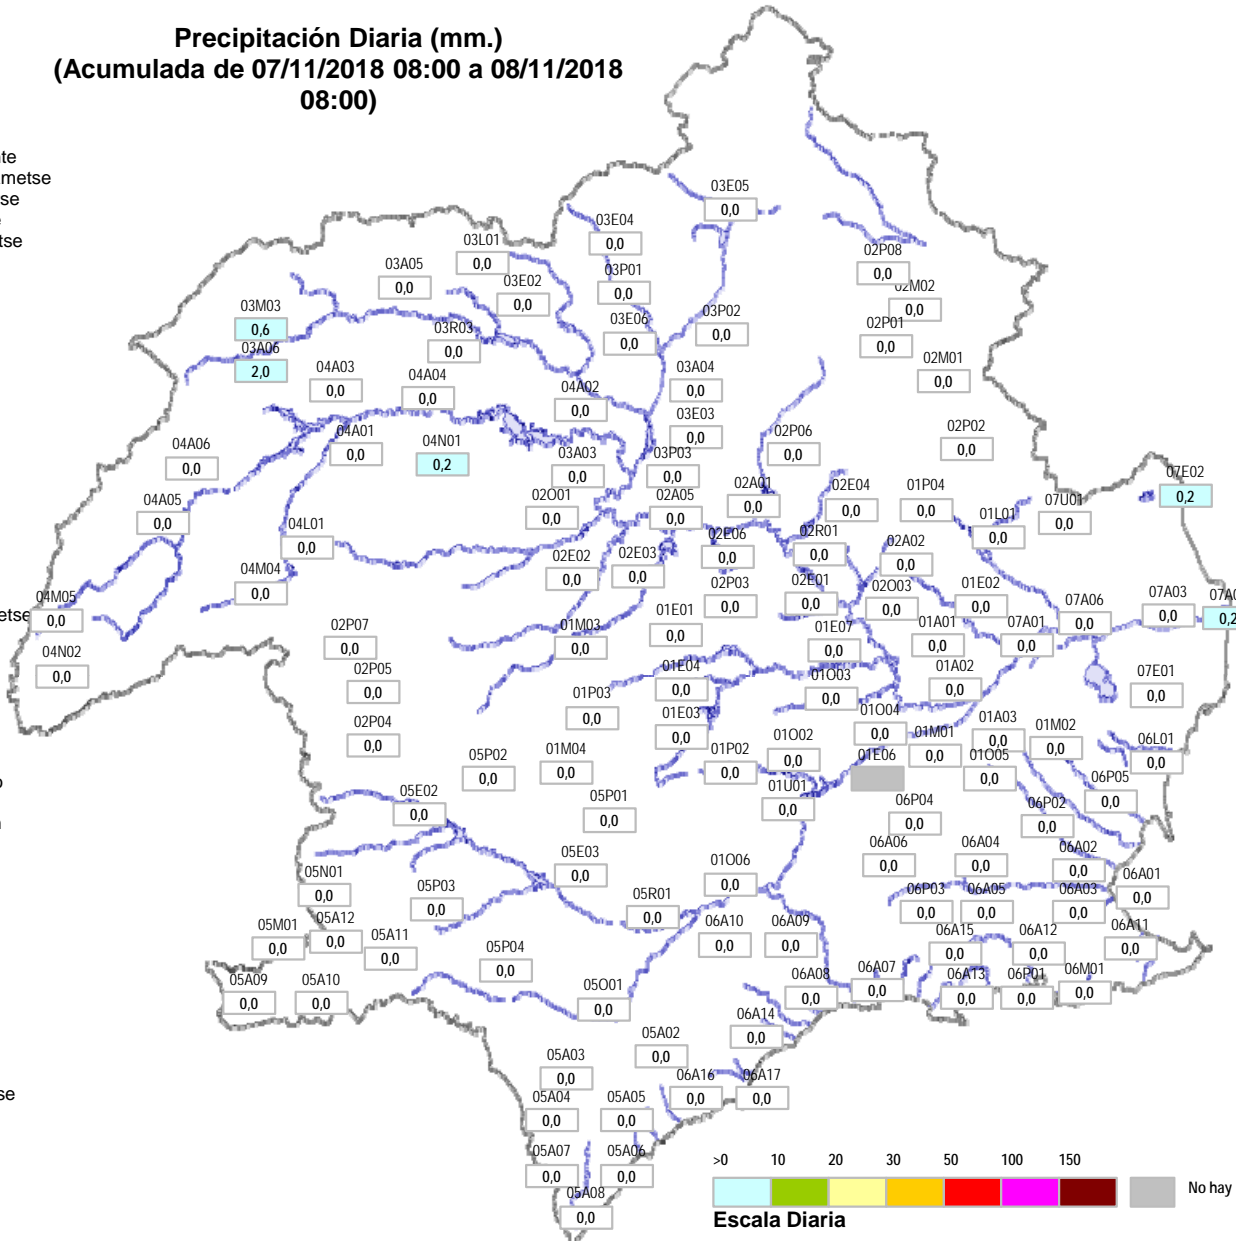 Precipitación Diaria (mm.)
(Acumulada de 07/11/2018 08:00 a 08/11/2018
08:00)
03E05
0,0
03E04
0,0
03L01
0,0
02P08
0,0
03A05
0,0
03E02
0,0
03P01
0,0
02M02
0,0
03M03
0,6
03R03
0,0
03E06
0,0
03P02
0,0
02P01
0,0
03A06
2,0
04A03
0,0
04A04
0,0
04A02
0,0
03A04
0,0
02M01
0,0
03E03
0,0
04A06
0,0
04A01
0,0
04N01
0,2
03A03
0,0
03P03
0,0
02P06
0,0
02P02
0,0
07E02
0,2
04A05
0,0
02O01
0,0
02A05
0,0
02A01
0,0
02E04
0,0
01P04
0,0
01L01
0,0
07U01
0,0
04L01
0,0
02E02
0,0
02E03
0,0
02E06
0,0
02R01
0,0
02A02
0,0
04M04
0,0
02P03
0,0
02E01
0,0
02O03
0,0
01E02
0,0
07A06
0,0
07A03
0,0
07A0
0,2
04M05
0,0
04N02
0,0
02P07
0,0
01M03
0,0
01E01
0,0
01E07
0,0
01A01
0,0
07A01
0,0
02P05
0,0
01E04
0,0
01O03
0,0
01A02
0,0
07E01
0,0
02P04
0,0
01P03
0,0
01E03
0,0
01O04
0,0
01M01
0,0
01A03
0,0
01M02
0,0
06L01
0,0
05P02
0,0
01M04
0,0
01P02
0,0
01O02
0,0
01E06
01O05
0,0
05E02
0,0
05P01
0,0
01U01
0,0
06P04
0,0
06P02
0,0
06P05
0,0
05E03
0,0
06A06
0,0
06A04
0,0
06A02
0,0
05N01
0,0
05P03
0,0
05R01
0,0
01O06
0,0
06P03
0,0
06A05
0,0
06A03
0,0
06A01
0,0
05M01
0,0
05A12
0,0
05A11
0,0
05P04
0,0
06A10
0,0
06A09
0,0
06A15
0,0
06A12
0,0
06A11
0,0
05A09
0,0
05A10
0,0
05O01
0,0
06A08
0,0
06A07
0,0
06A13
0,0
06P01
0,0
06M01
0,0
05A02
0,0
06A14
0,0
05A03
0,0
06A16
0,0
06A17
0,0
05A04
0,0
05A05
0,0
05A07
0,0
05A06
0,0
05A08
0,0
>0 10 20 30 50 100 150
No hay
Escala Diaria